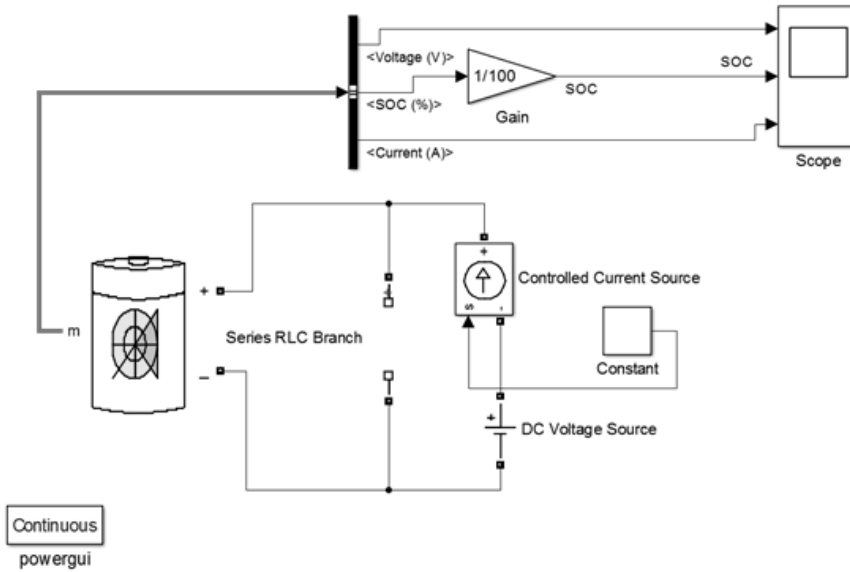 <Voltage (V)>
SOC
1/100
SOC
<SOC (%)>
Gain
<Current (A)>
Scope
+
Controlled Current Source
s
-
+
m
Series RLC Branch
Constant
–
+
DC Voltage Source
Continuous
powergui